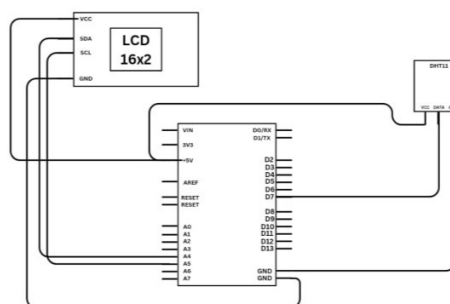 VCC
SDA
SCL
GND
LCD
16x2
DHT11
VCC DATA
VIN
3V3
+5V
AREF
RESET
RESET
A0
A1
A2
A3
A4
A5
A6
A7
D0/RX
D1/TX
D2
D3
D4
D5
D6
D7
D8
D9
D10
D11
D12
D13
GND
GND